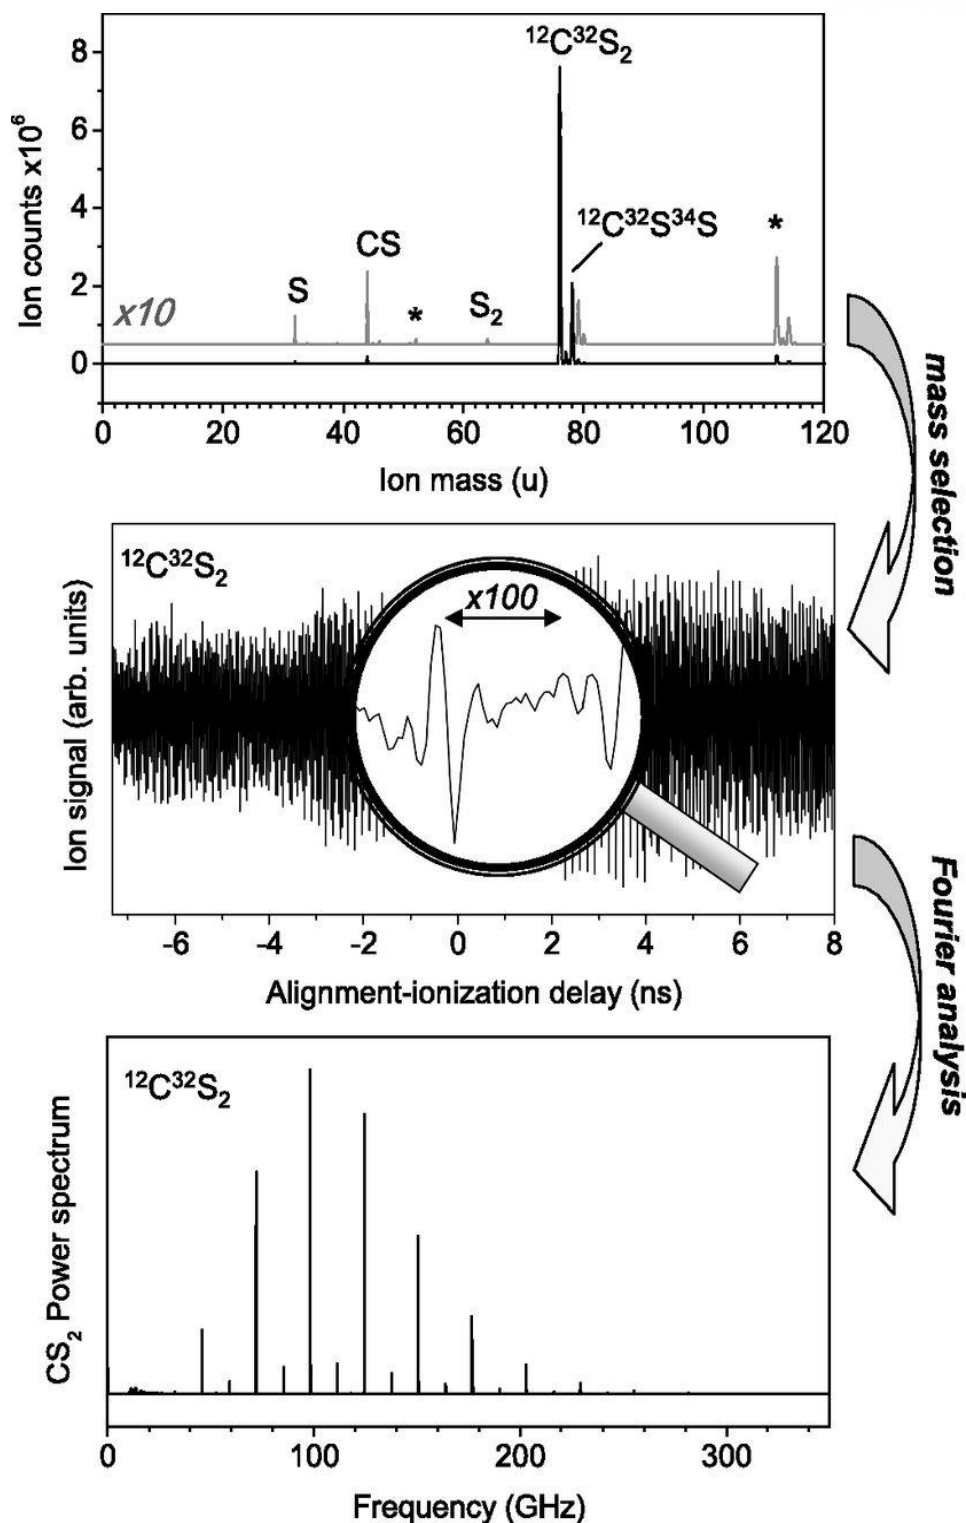 8
6
4
2
0
Ion counts x10⁶
¹²C³²S₂
¹²C³²S³⁴S
*
CS
S
*
S₂
x10
0 20 40 60 80 100 120
Ion mass (u)
mass selection
¹²C³²S₂
x100
Ion signal (arb. units)
-6 -4 -2 0 2 4 6 8
Alignment-ionization delay (ns)
Fourier analysis
¹²C³²S₂
CS₂ Power spectrum
0 100 200 300
Frequency (GHz)